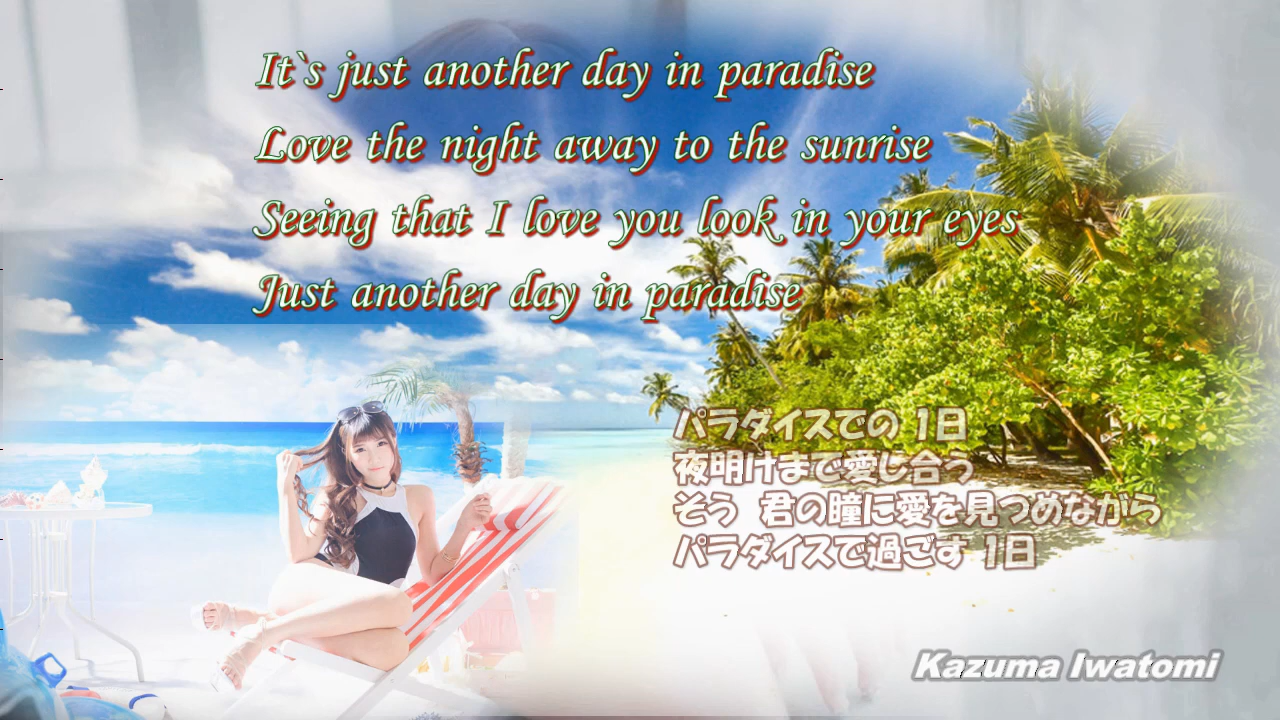 It`s just another day in paradise
Love the night away to the sunrise
Seeing that I love you look in your eyes
Just another day in paradise
パラダイスでの 1日
夜明けまで愛し合う
そう 君の瞳に愛を見つめながら
パラダイスで過ごす 1日
Kazuma Iwatomi